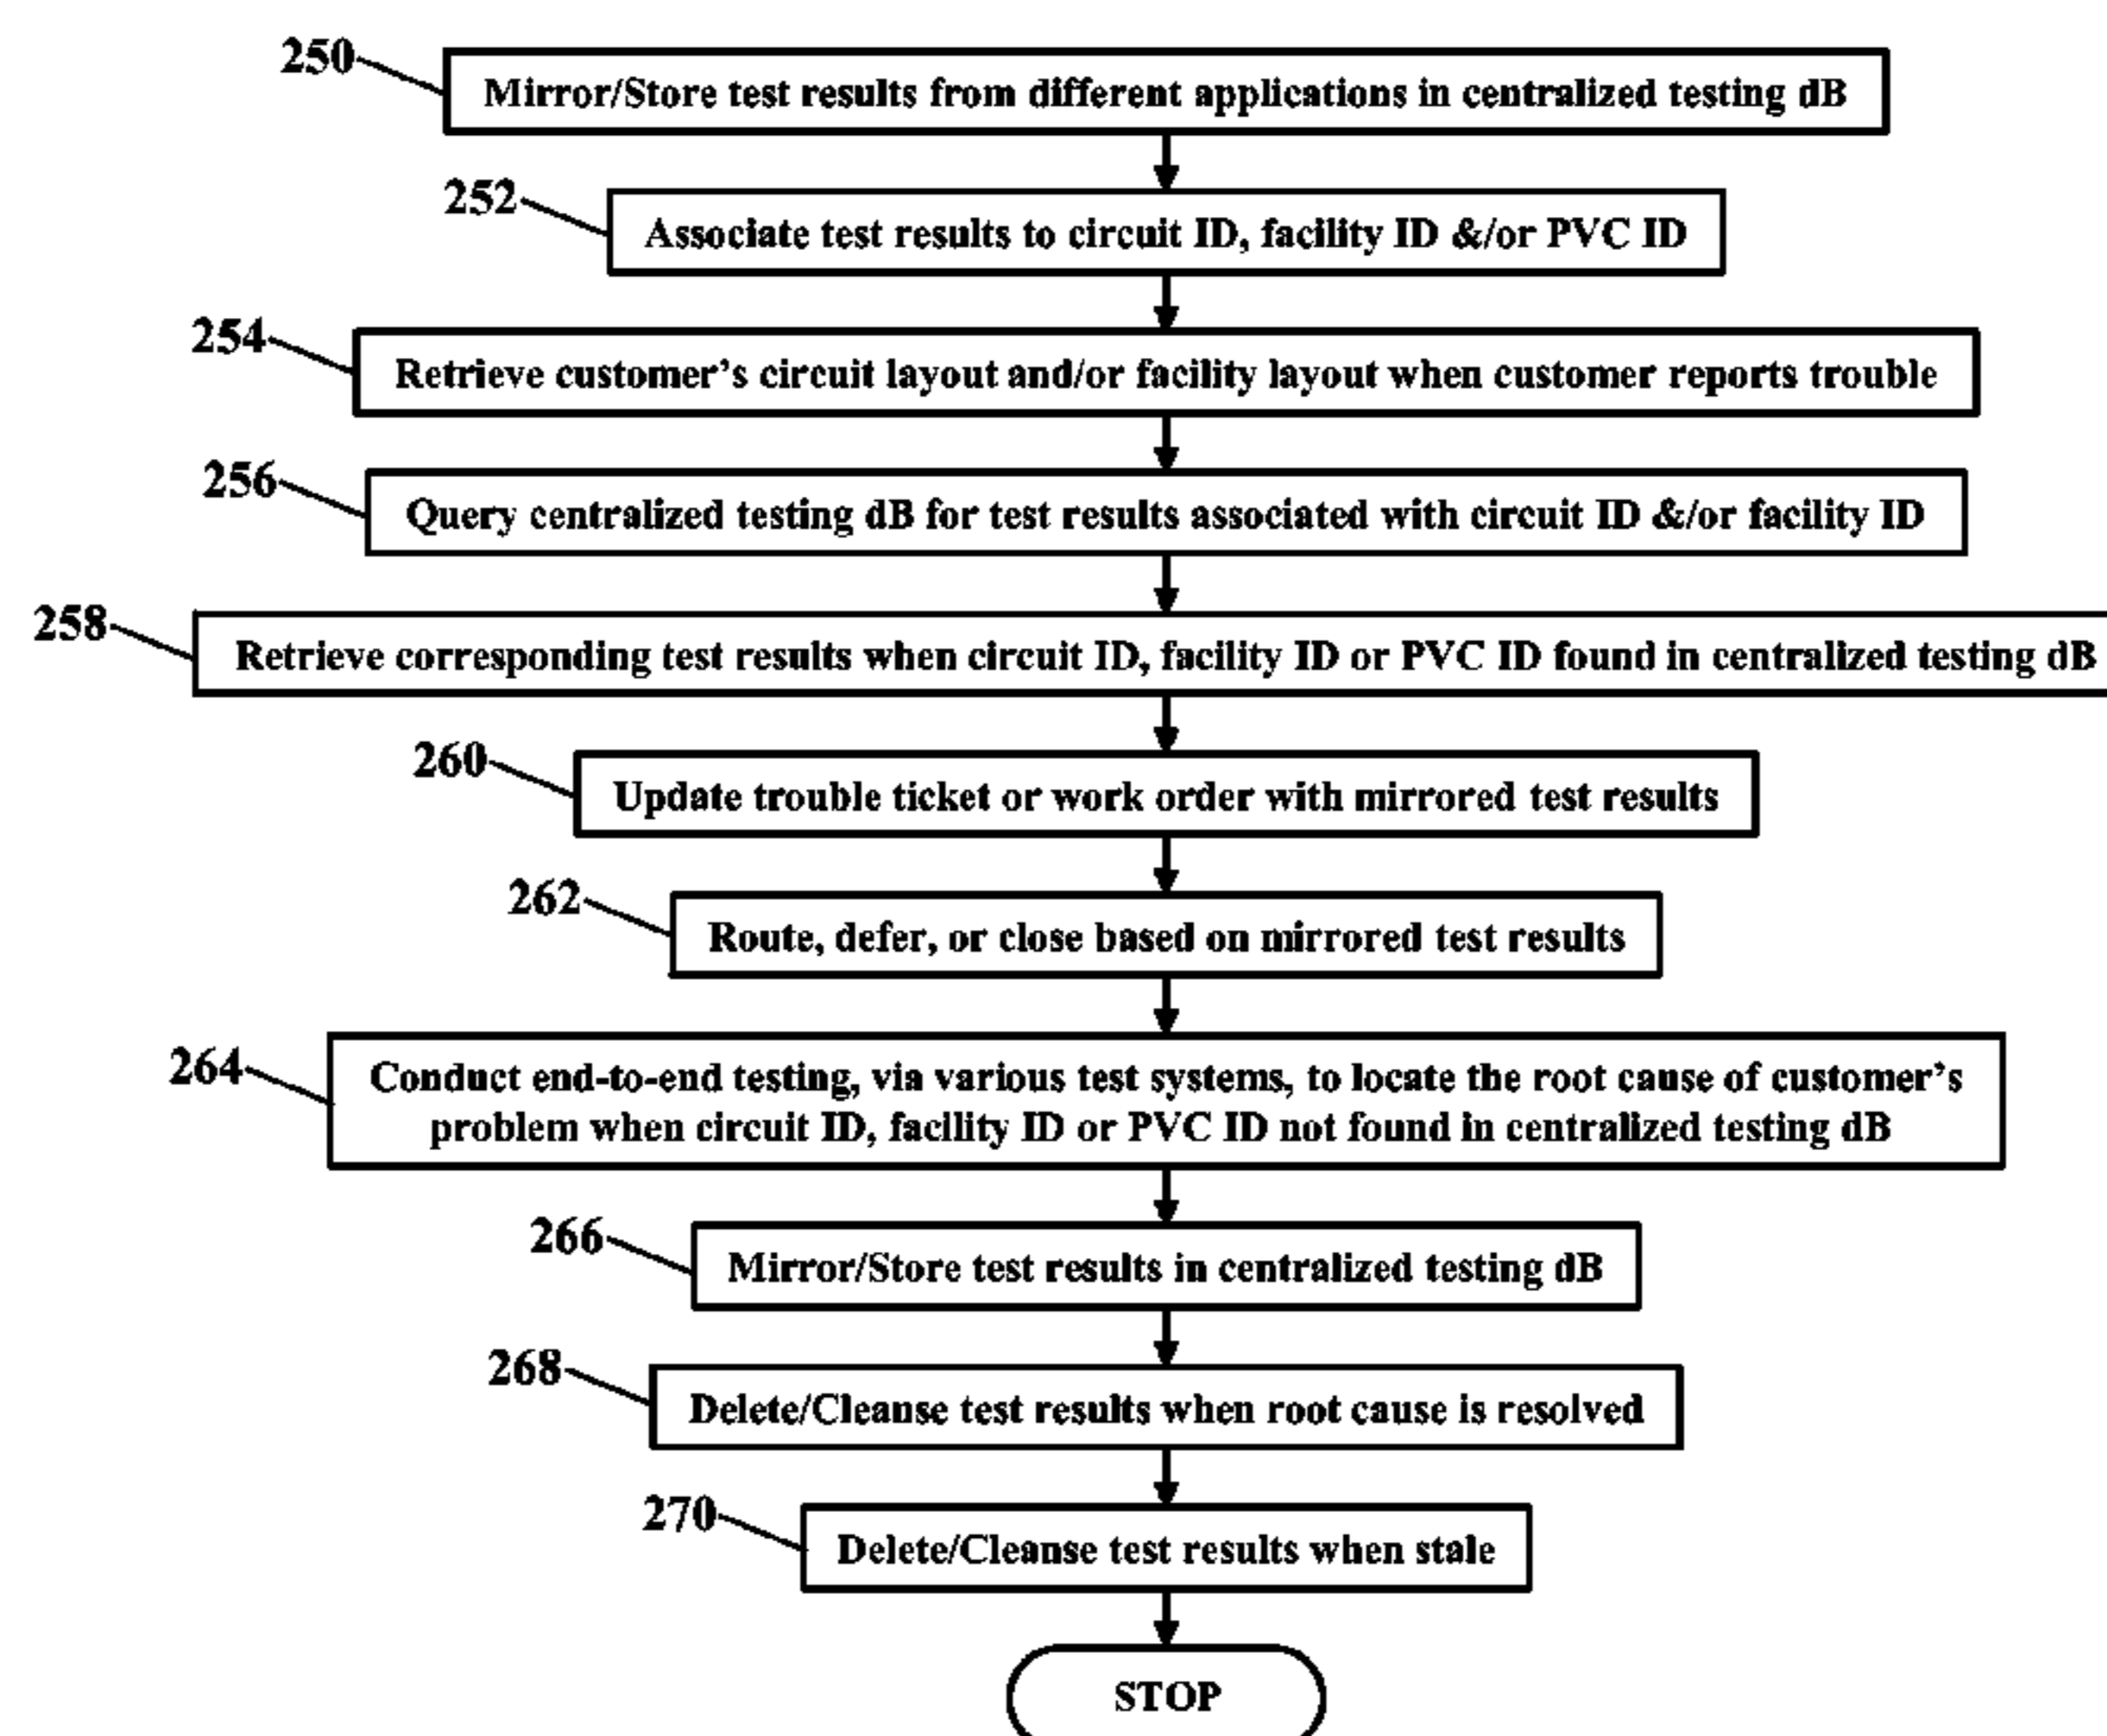 250
Mirror/Store test results from different applications in centralized testing dB
252
Associate test results to circuit ID, facility ID &/or PVC ID
254
Retrieve customer's circuit layout and/or facility layout when customer reports trouble
256
Query centralized testing dB for test results associated with circuit ID &/or facility ID
258
Retrieve corresponding test results when circuit ID, facility ID or PVC ID found in centralized testing dB
260
Update trouble ticket or work order with mirrored test results
262
Route, defer, or close based on mirrored test results
264
Conduct end-to-end testing, via various test systems, to locate the root cause of customer's
problem when circuit ID, facility ID or PVC ID not found in centralized testing dB
266
Mirror/Store test results in centralized testing dB
268
Delete/Cleanse test results when root cause is resolved
270
Delete/Cleanse test results when stale
STOP